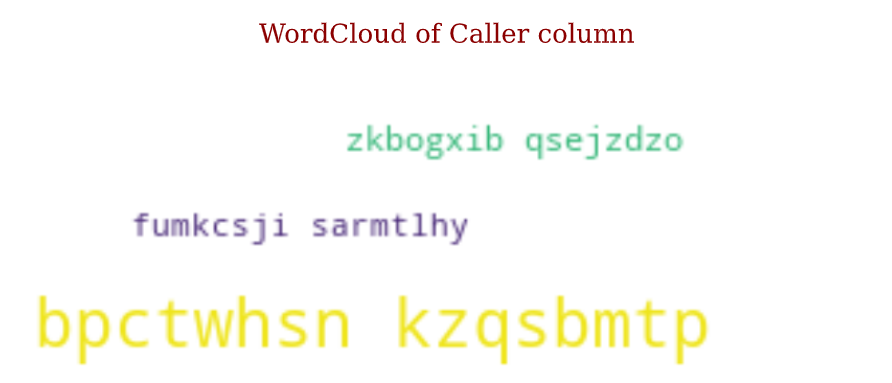 WordCloud of Caller column
zkbogxib qsejzdzo
fumkcsji sarmtlhy
bpctwhsn kzqsbmtp